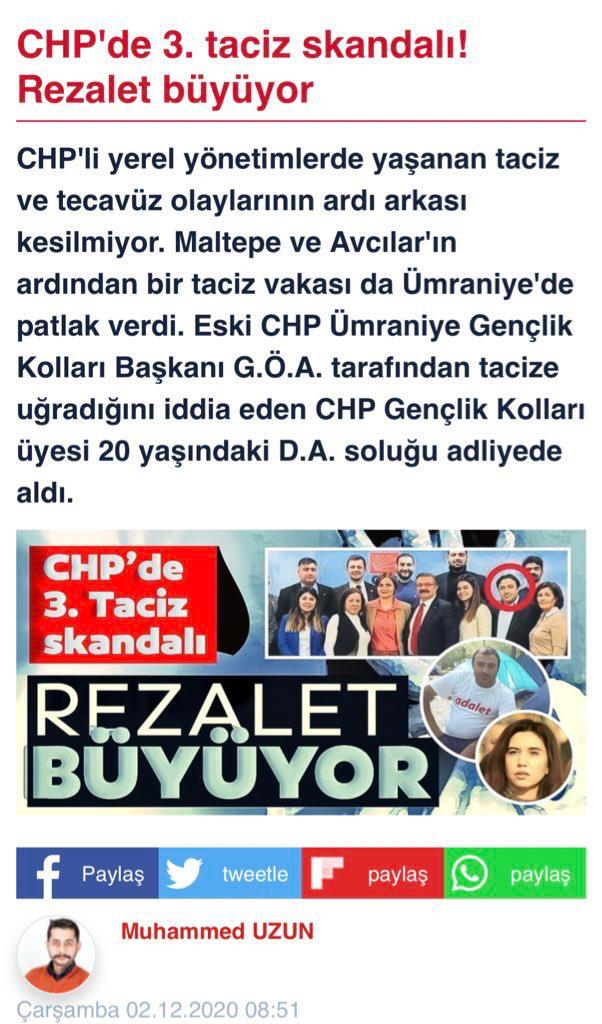 CHP'de 3. taciz skandalı!
Rezalet büyüyor
CHP'li yerel yönetimlerde yaşanan taciz
ve tecavüz olaylarının ardı arkası
kesilmiyor. Maltepe ve Avcılar'ın
ardından bir taciz vakası da Ümraniye'de
patlak verdi. Eski CHP Ümraniye Gençlik
Kolları Başkanı G.Ö.A. tarafından tacize
uğradığını iddia eden CHP Gençlik Kolları
üyesi 20 yaşındaki D.A. soluğu adliyede
aldı.
CHP'de
3. Taciz
skandalı
adalet
REZALET
BÜYÜYOR
Paylaş
tweetle
paylaş
paylaş
Muhammed UZUN
Çarşamba 02.12.2020 08:51